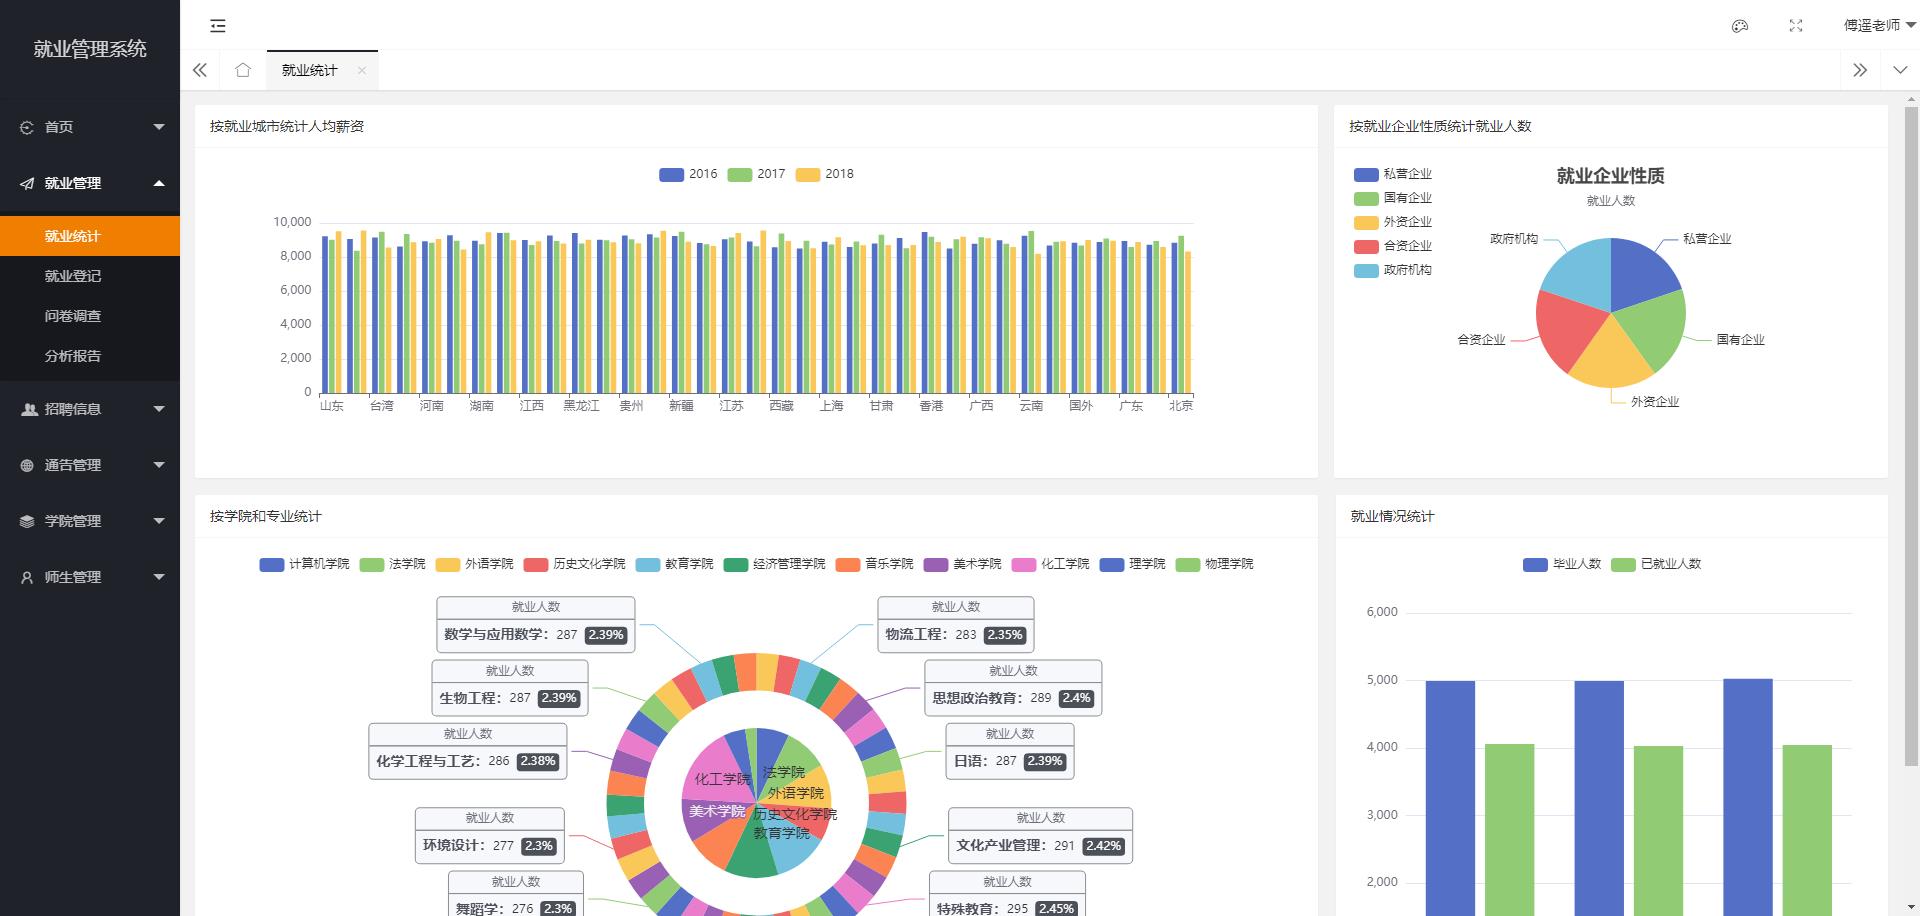 就业管理系统
傅遥老师
就业统计
首页
就业管理
就业统计
就业登记
问卷调查
分析报告
招聘信息
通告管理
学院管理
师生管理
按就业城市统计人均薪资
2016 2017 2018
10,000
8,000
6,000
4,000
2,000
0
山东 台湾 河南 湖南 江西 黑龙江 贵州 新疆 江苏 西藏 上海 甘肃 香港 广西 云南 国外 广东 北京
按就业企业性质统计就业人数
私营企业
国有企业
外资企业
合资企业
政府机构
就业企业性质
就业人数
政府机构 私营企业
合资企业 国有企业
外资企业
按学院和专业统计
计算机学院 法学院 外语学院 历史文化学院 教育学院 经济管理学院 音乐学院 美术学院 化工学院 理学院 物理学院
就业人数
数学与应用数学：287 2.39%
就业人数
物流工程：283 2.35%
就业人数
生物工程：287 2.39%
就业人数
思想政治教育：289 2.4%
就业人数
化学工程与工艺：286 2.38%
就业人数
日语：287 2.39%
就业人数
环境设计：277 2.3%
就业人数
文化产业管理：291 2.42%
就业人数
舞蹈学：276 2.3%
就业人数
特殊教育：295 2.45%
化工学院
法学院
外语学院
美术学院
历史文化学院
教育学院
就业情况统计
毕业人数 已就业人数
6,000
5,000
4,000
3,000
2,000